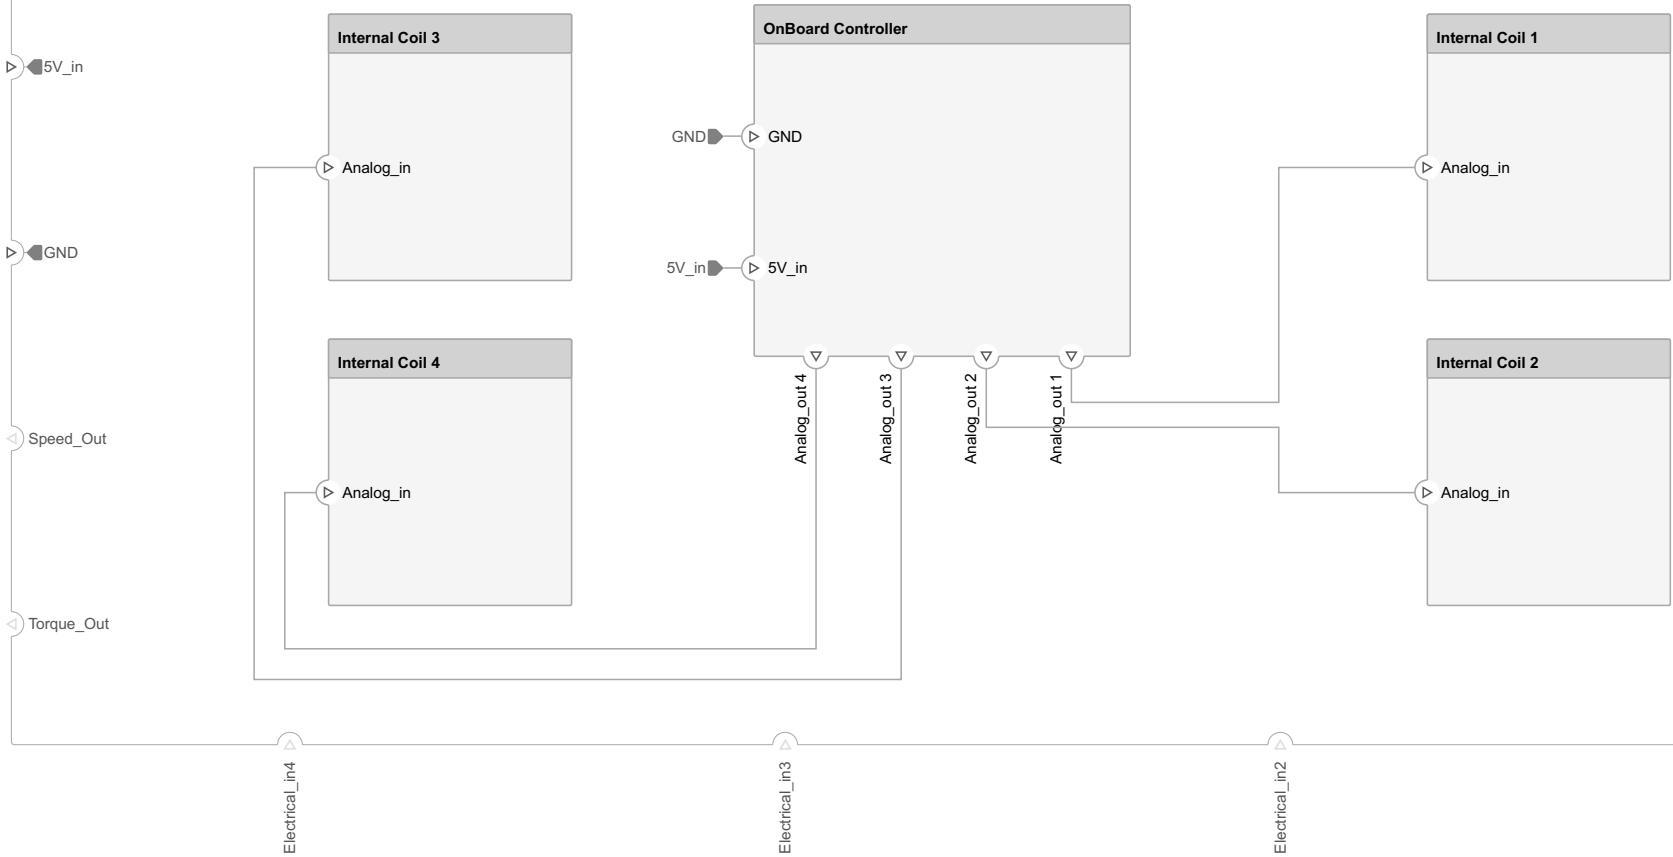 Internal Coil 3
OnBoard Controller
Internal Coil 1
5V_in
GND
GND
Analog_in
Analog_in
GND
5V_in
5V_in
Internal Coil 4
Internal Coil 2
Analog_out 4
Analog_out 3
Analog_out 2
Analog_out 1
Speed_Out
Analog_in
Analog_in
Torque_Out
Electrical_in4
Electrical_in3
Electrical_in2